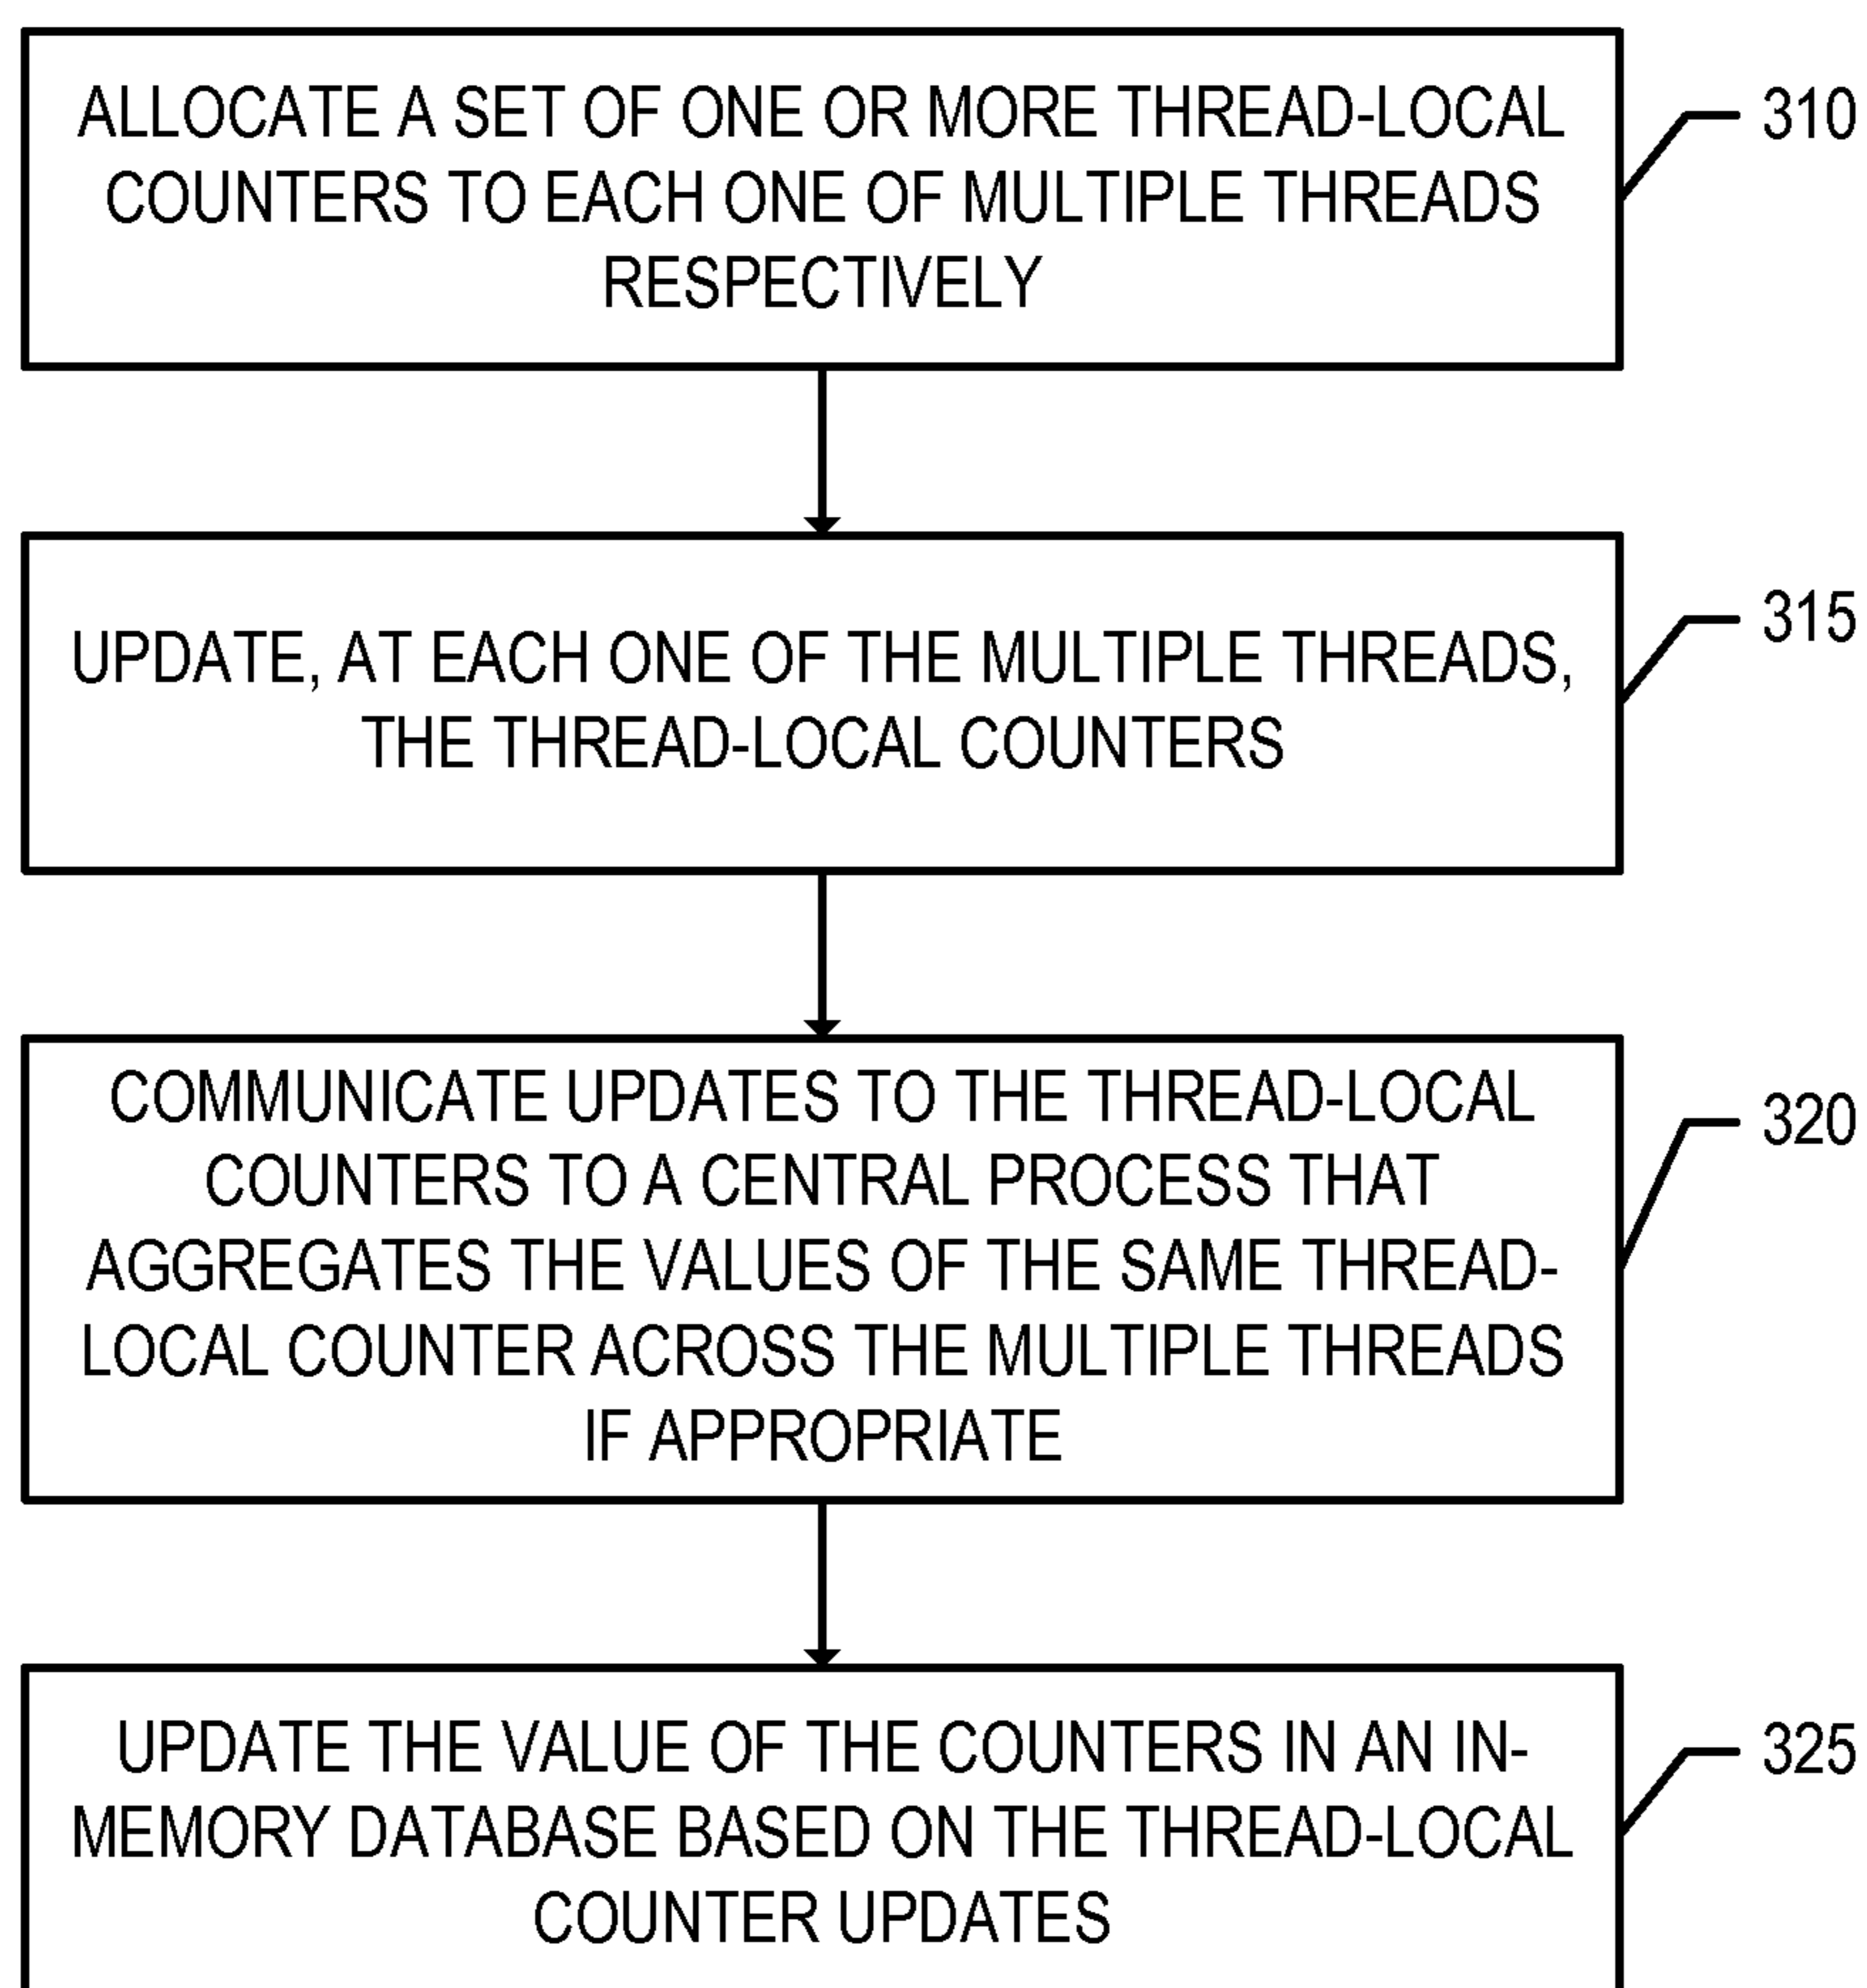 ALLOCATE A SET OF ONE OR MORE THREAD-LOCAL
COUNTERS TO EACH ONE OF MULTIPLE THREADS
RESPECTIVELY
310
UPDATE, AT EACH ONE OF THE MULTIPLE THREADS,
THE THREAD-LOCAL COUNTERS
315
COMMUNICATE UPDATES TO THE THREAD-LOCAL
COUNTERS TO A CENTRAL PROCESS THAT
AGGREGATES THE VALUES OF THE SAME THREAD-
LOCAL COUNTER ACROSS THE MULTIPLE THREADS
IF APPROPRIATE
320
UPDATE THE VALUE OF THE COUNTERS IN AN IN-
MEMORY DATABASE BASED ON THE THREAD-LOCAL
COUNTER UPDATES
325